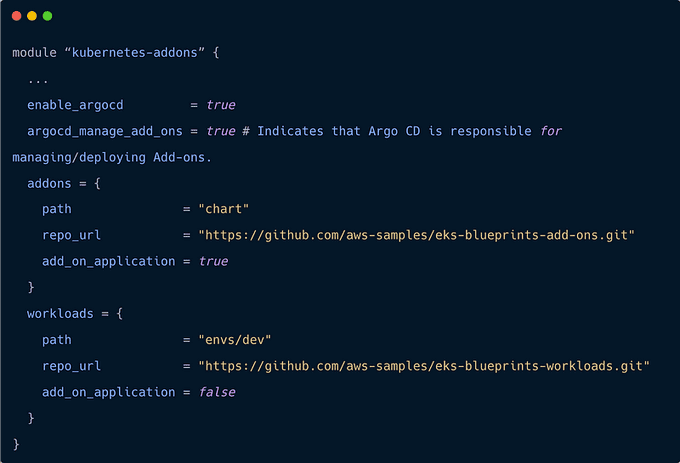 module “kubernetes-addons” {
  ...
  enable_argocd         = true
  argocd_manage_add_ons = true # Indicates that Argo CD is responsible for
managing/deploying Add-ons.
  addons = {
    path               = "chart"
    repo_url           = "https://github.com/aws-samples/eks-blueprints-add-ons.git"
    add_on_application = true
  }
  workloads = {
    path               = "envs/dev"
    repo_url           = "https://github.com/aws-samples/eks-blueprints-workloads.git"
    add_on_application = false
  }
}